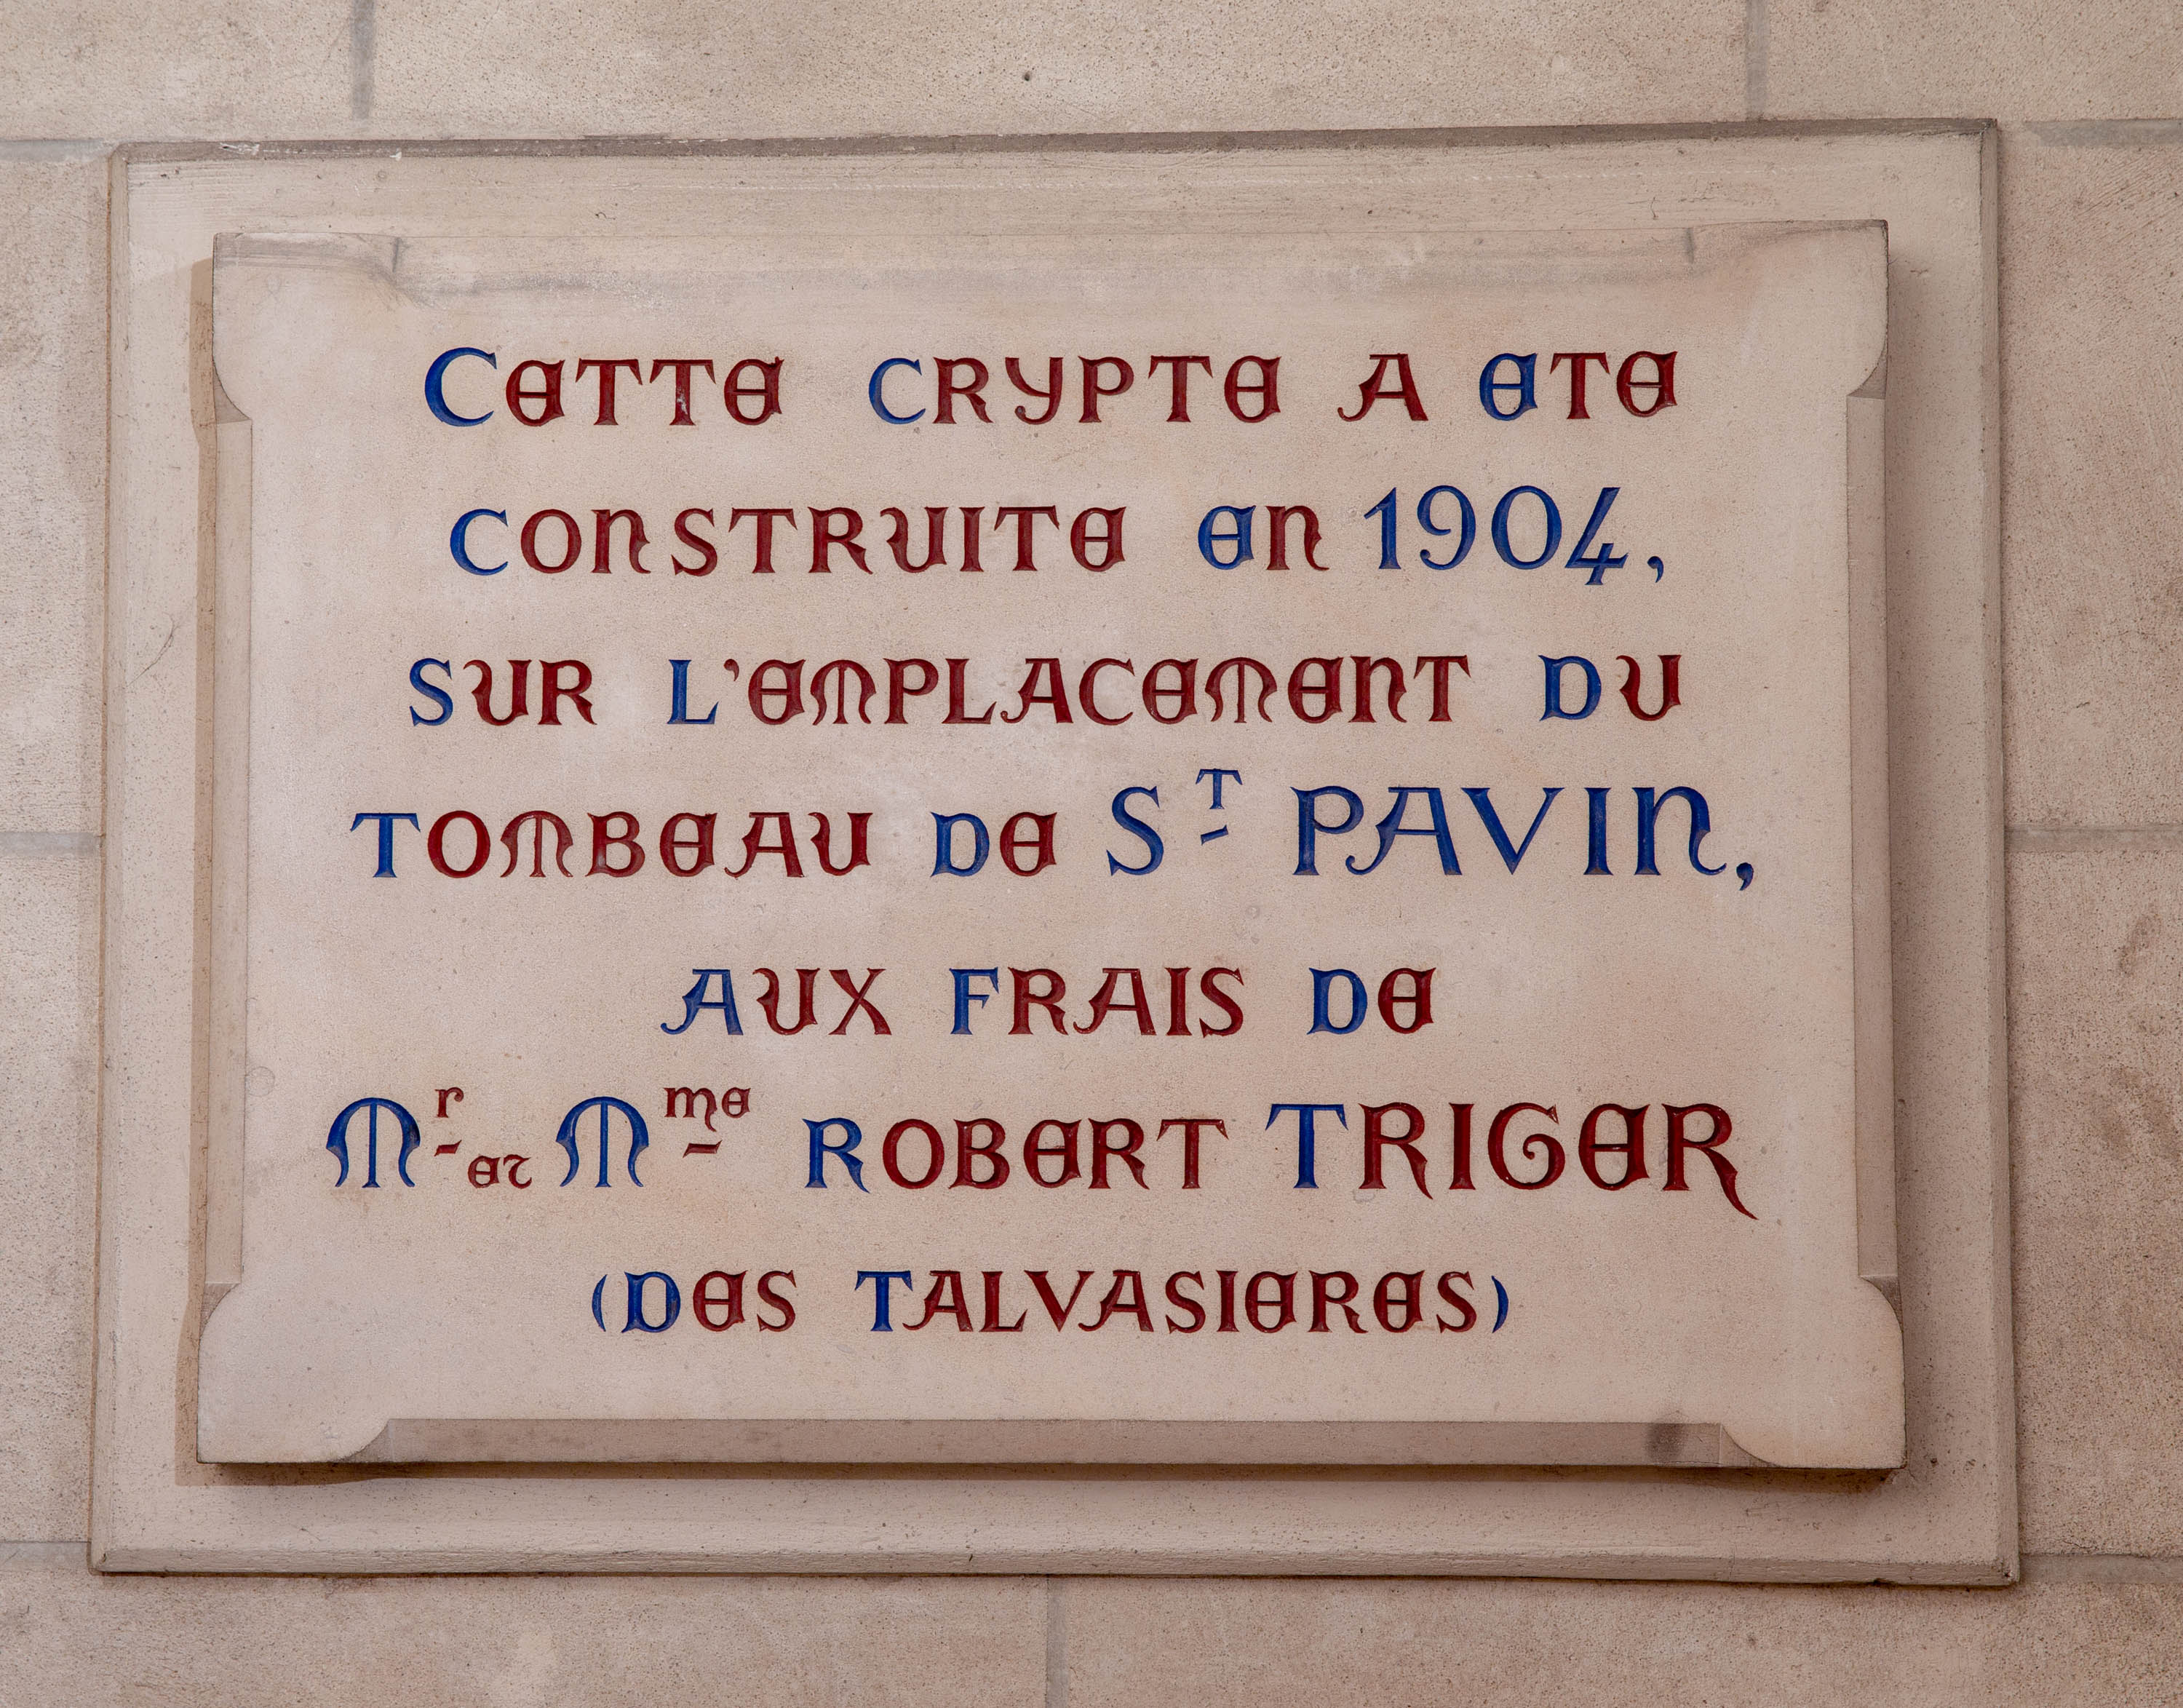 CETTE CRYPTE A ETE
CONSTRUITE EN 1904,
SUR L'EMPLACEMENT DU
TOMBEAU DE ST PAVIN,
AUX FRAIS DE
Mr et Mme ROBERT TRIGER
(DES TALVASIERES)